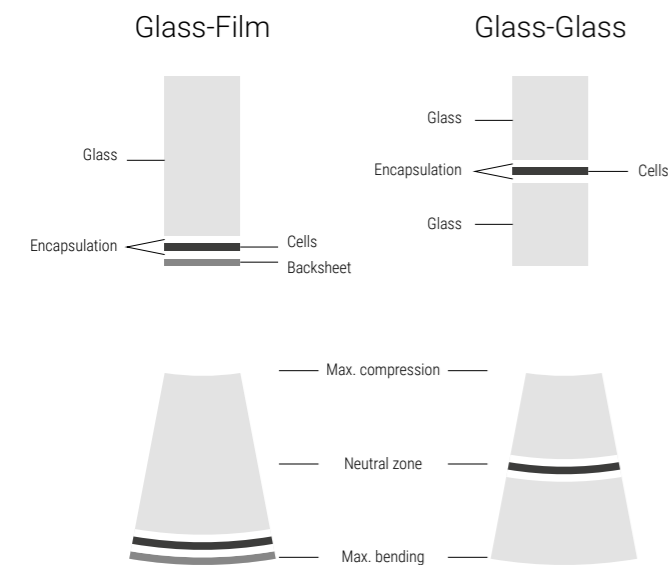 Glass-Film
Glass-Glass
Glass
Encapsulation
Cells
Backsheet
Glass
Encapsulation
Cells
Glass
Max. compression
Neutral zone
Max. bending